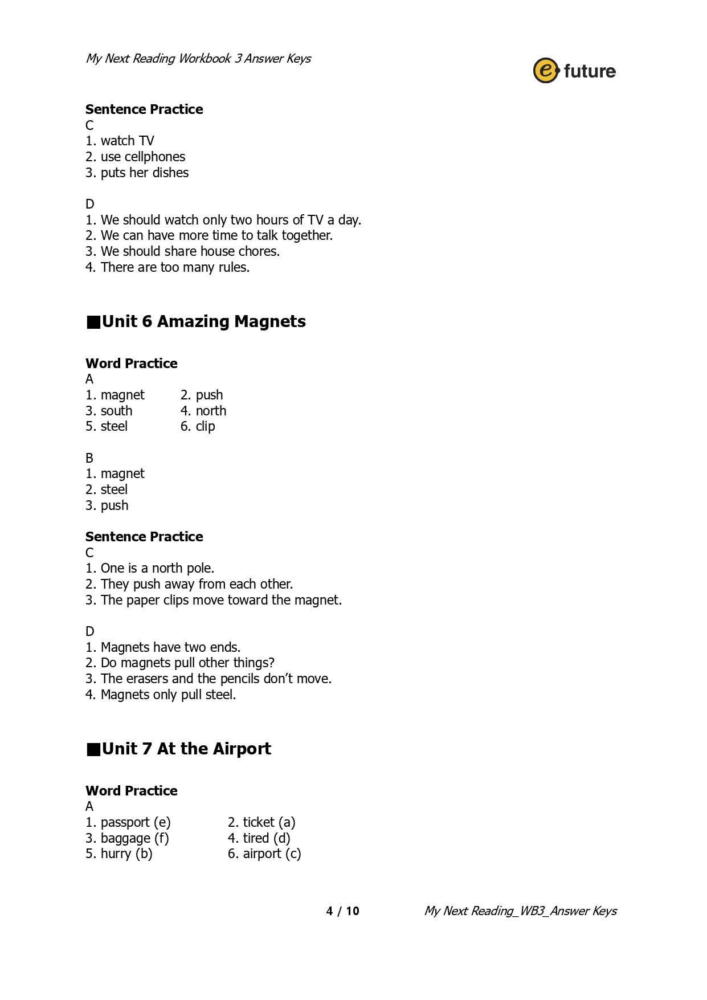 My Next Reading Workbook 3 Answer Keys
e future
Sentence Practice
C
1. watch TV
2. use cellphones
3. puts her dishes
D
1. We should watch only two hours of TV a day.
2. We can have more time to talk together.
3. We should share house chores.
4. There are too many rules.
■Unit 6 Amazing Magnets
Word Practice
A
1. magnet 2. push
3. south 4. north
5. steel 6. clip
B
1. magnet
2. steel
3. push
Sentence Practice
C
1. One is a north pole.
2. They push away from each other.
3. The paper clips move toward the magnet.
D
1. Magnets have two ends.
2. Do magnets pull other things?
3. The erasers and the pencils don’t move.
4. Magnets only pull steel.
■Unit 7 At the Airport
Word Practice
A
1. passport (e) 2. ticket (a)
3. baggage (f) 4. tired (d)
5. hurry (b) 6. airport (c)
4 / 10 My Next Reading_WB3_Answer Keys